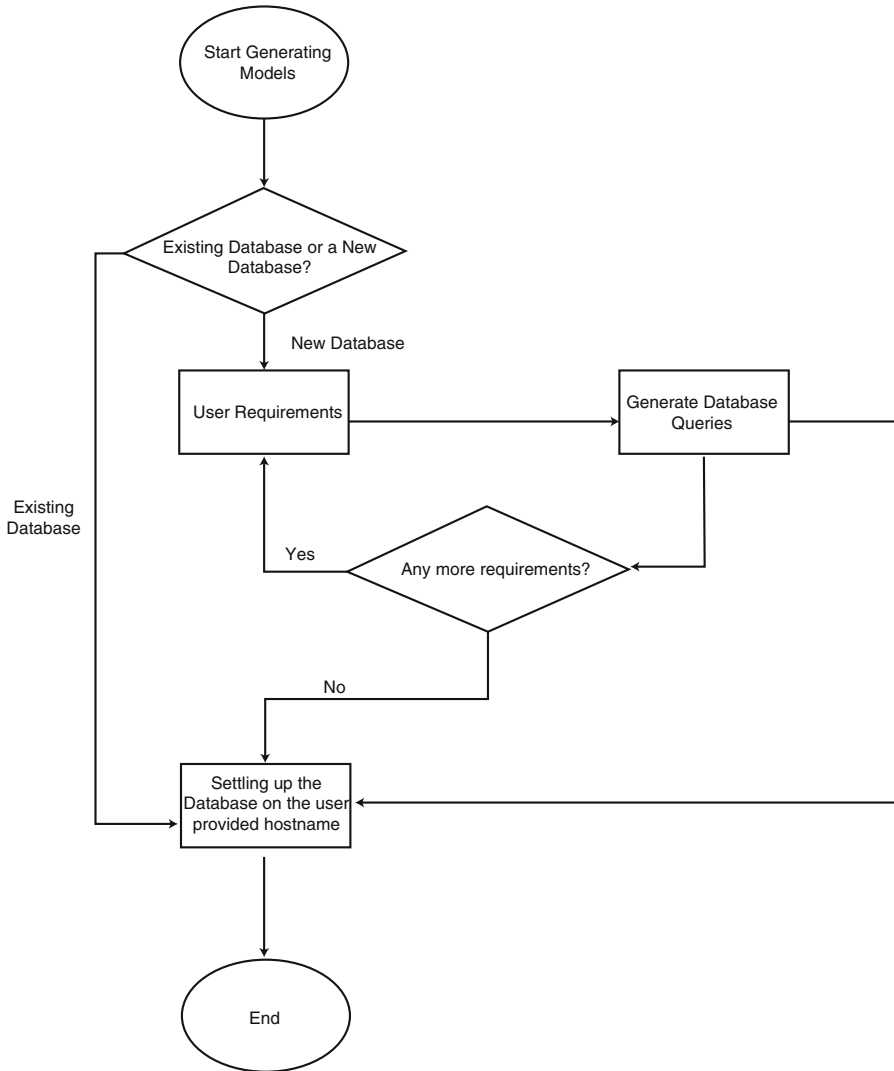 Start Generating
Models
Existing Database or a New
Database?
New Database
User Requirements
Generate Database
Queries
Existing
Database
Yes
Any more requirements?
No
Settling up the
Database on the user
provided hostname
End